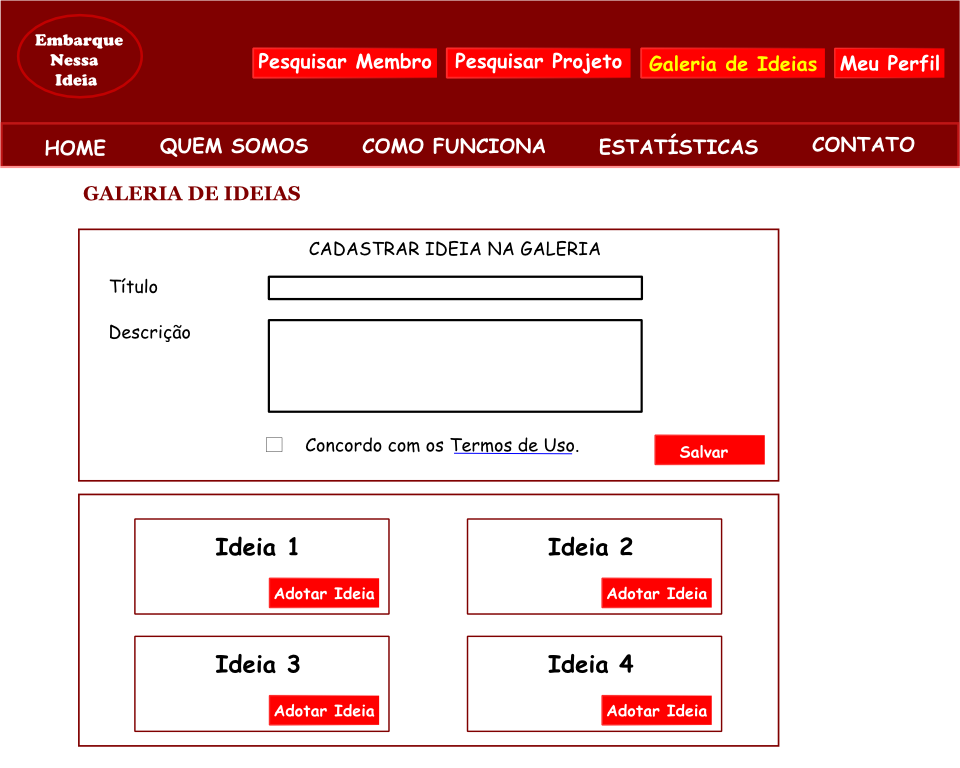 Embarque
Nessa
Ideia
Pesquisar Membro
Pesquisar Projeto
Galeria de Ideias
Meu Perfil
HOME
QUEM SOMOS
COMO FUNCIONA
ESTATÍSTICAS
CONTATO
GALERIA DE IDEIAS
CADASTRAR IDEIA NA GALERIA
Título
Descrição
Concordo com os Termos de Uso.
Salvar
Ideia 1
Adotar Ideia
Ideia 2
Adotar Ideia
Ideia 3
Adotar Ideia
Ideia 4
Adotar Ideia